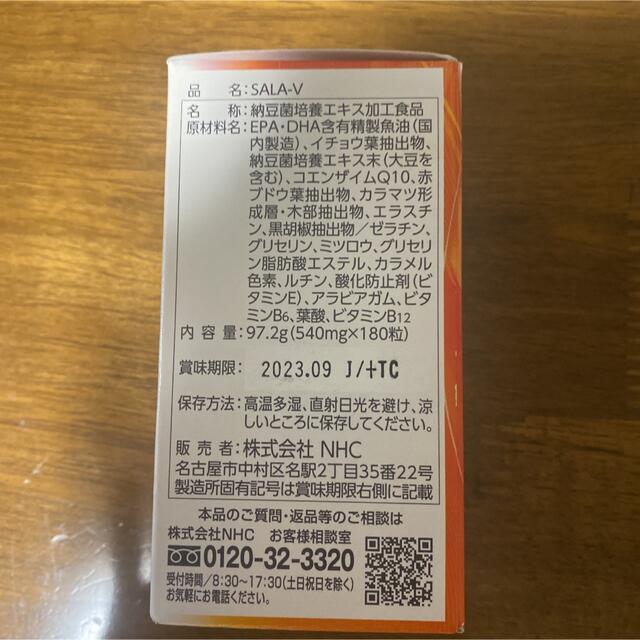 品名:SALA-V
名称:納豆菌培養エキス加工食品
原材料名:EPA・DHA含有精製魚油(国
内製造)、イチョウ葉抽出物、
納豆菌培養エキス末(大豆を
含む)、コエンザイムQ10、赤
ブドウ葉抽出物、カラマツ形
成層・木部抽出物、エラスチ
ン、黒胡椒抽出物/ゼラチン、
グリセリン、ミツロウ、グリセリ
ン脂肪酸エステル、カラメル
色素、ルチン、酸化防止剤(ビ
タミンE)、アラビアガム、ビタ
ミンB6、葉酸、ビタミンB12
内容量:97.2g(540mg×180粒)
賞味期限: 2023.09 J/+TC
保存方法:高温多湿、直射日光を避け、涼
しいところに保存してください。
販売者:株式会社 NHC
名古屋市中村区名駅2丁目35番22号
製造所固有記号は賞味期限右側に記載
本品のご質問・返品等のご相談は
株式会社NHC お客様相談室
0120-32-3320
受付時間/8:30~17:30(土日祝日を除く)
お気軽にお電話ください。